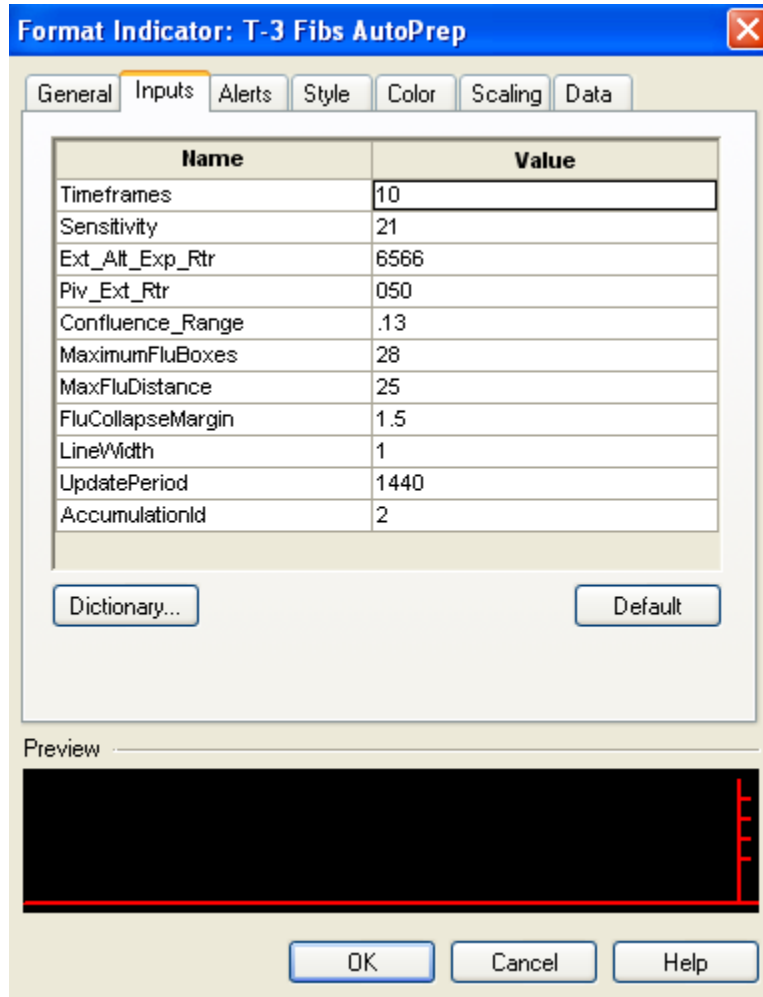 Format Indicator: T-3 Fibs AutoPrep
General Inputs Alerts Style Color Scaling Data
Name Value
Timeframes 10
Sensitivity 21
Ext_Alt_Exp_Rtr 6566
Piv_Ext_Rtr 050
Confluence_Range .13
MaximumFluBoxes 28
MaxFluDistance 25
FluCollapseMargin 1.5
LineWidth 1
UpdatePeriod 1440
AccumulationId 2
Dictionary... Default
Preview
OK Cancel Help